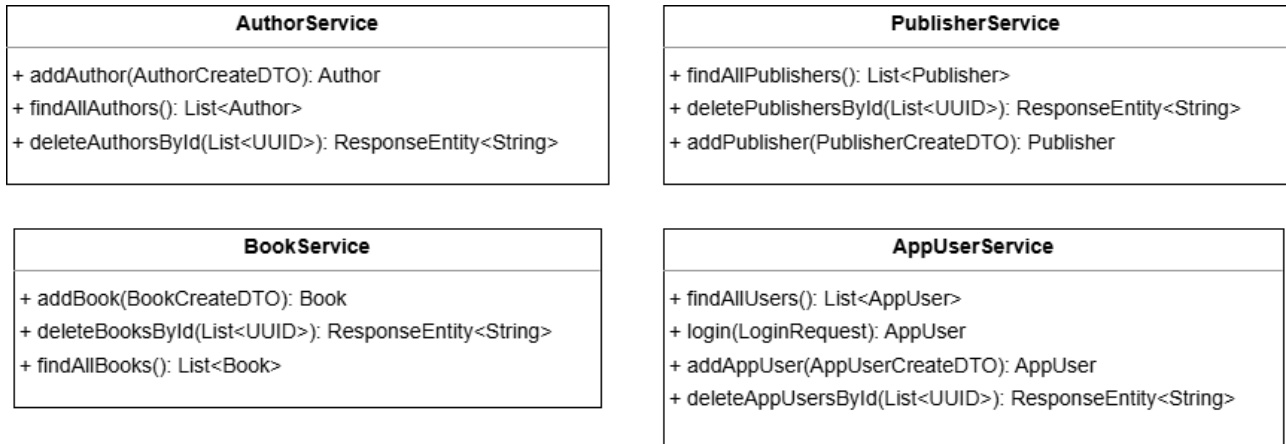 AuthorService
+ addAuthor(AuthorCreateDTO): Author
+ findAllAuthors(): List<Author>
+ deleteAuthorsById(List<UUID>): ResponseEntity<String>
PublisherService
+ findAllPublishers(): List<Publisher>
+ deletePublishersById(List<UUID>): ResponseEntity<String>
+ addPublisher(PublisherCreateDTO): Publisher
BookService
+ addBook(BookCreateDTO): Book
+ deleteBooksById(List<UUID>): ResponseEntity<String>
+ findAllBooks(): List<Book>
AppUserService
+ findAllUsers(): List<AppUser>
+ login(LoginRequest): AppUser
+ addAppUser(AppUserCreateDTO): AppUser
+ deleteAppUsersById(List<UUID>): ResponseEntity<String>